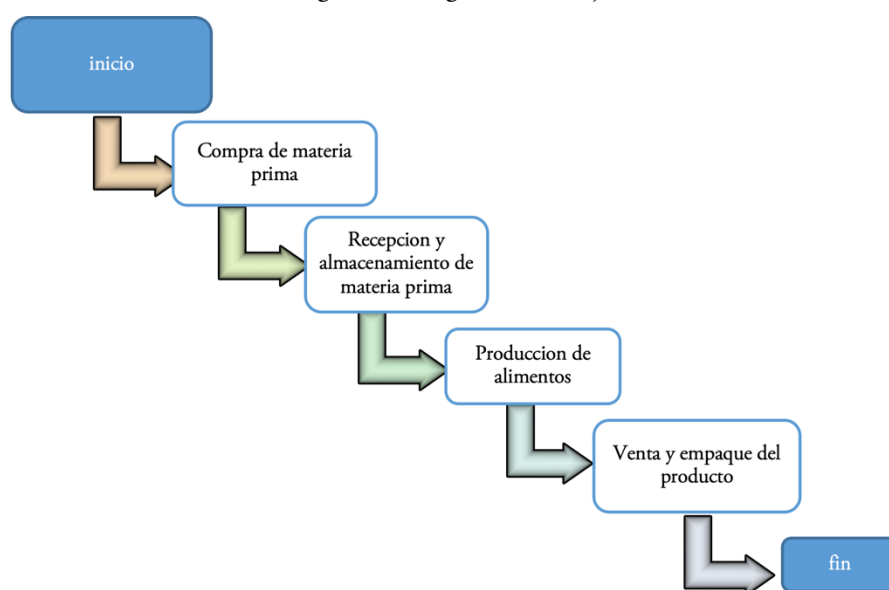 inicio
Compra de materia
prima
Recepcion y
almacenamiento de
materia prima
Produccion de
alimentos
Venta y empaque del
producto
fin